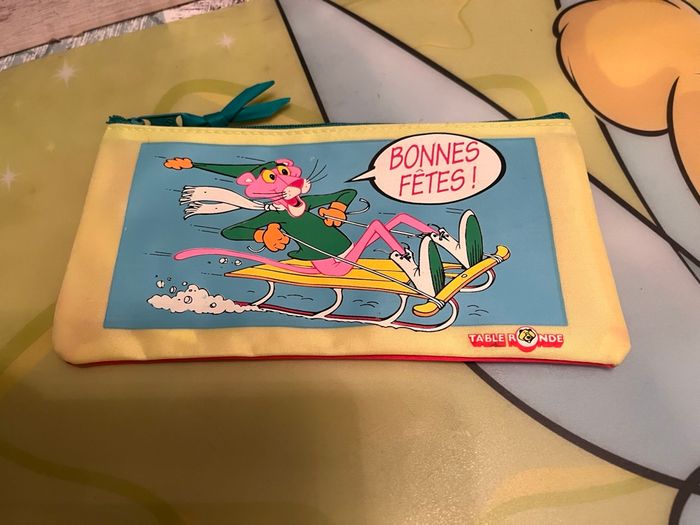 BONNES
FÊTES !
TABLE RONDE